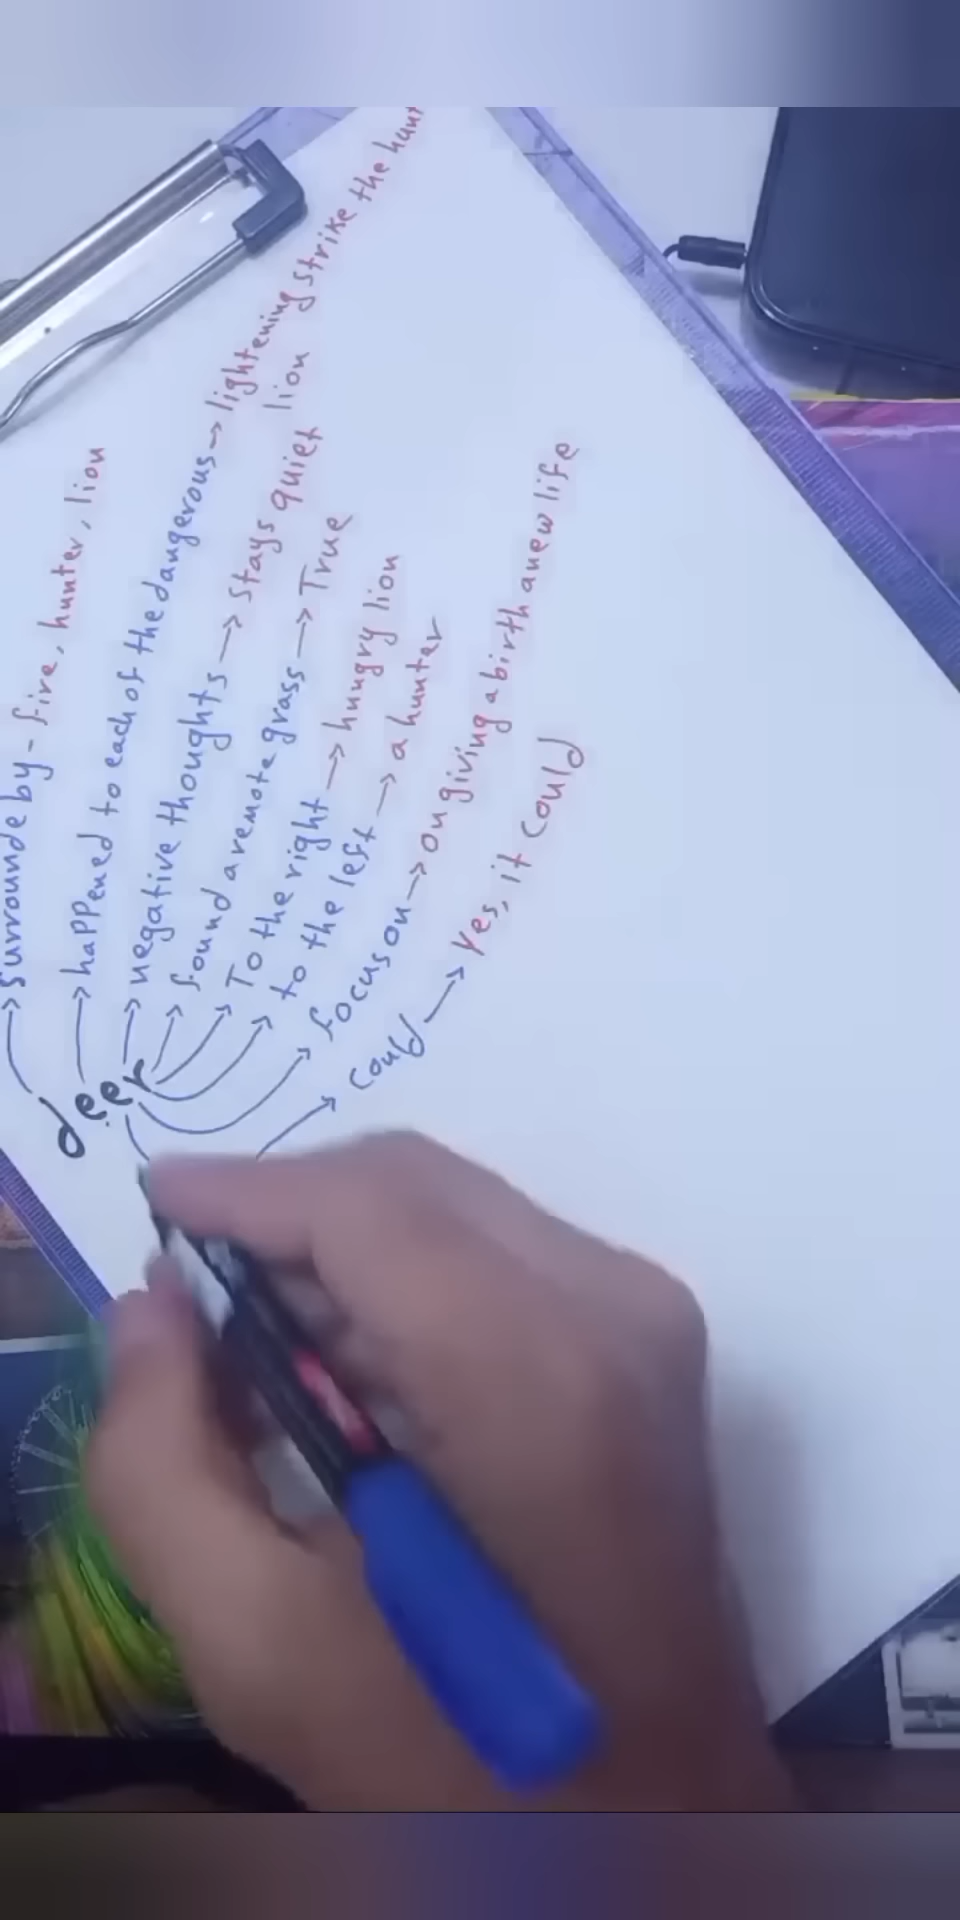 surrounde by - fire, hunter, lion
happened to each of the dangerous → lightening strike the hunt
lion
negative thoughts → stays quiet
found a remote grass → True
To the right → hungry lion
to the left → a hunter
focus on → on giving a birth a new life
could → yes, it could
deer